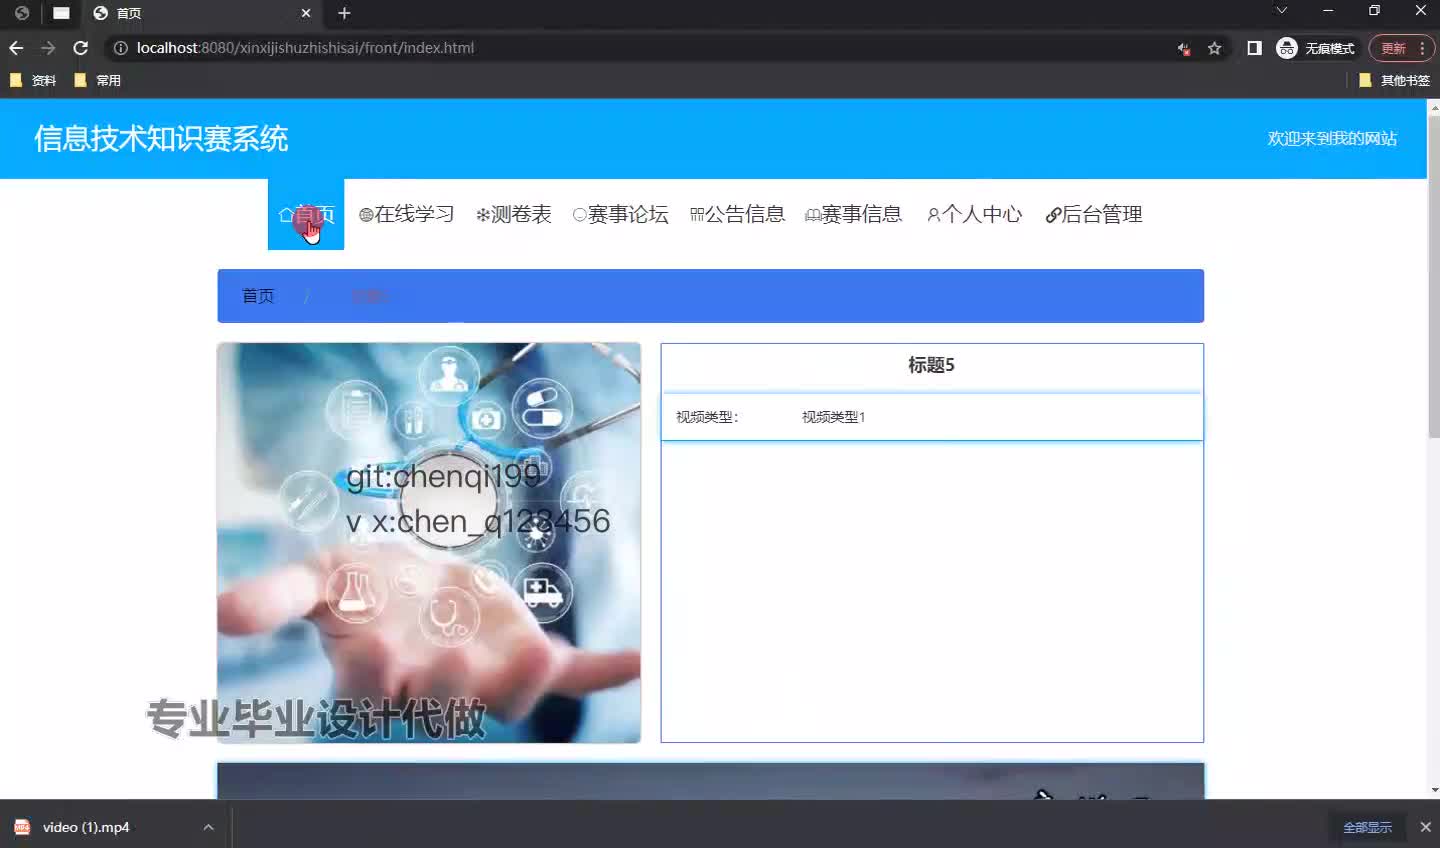 首页
localhost:8080/xinxijishuzhishisai/front/index.html
无痕模式
更新
资料
常用
其他书签
信息技术知识赛系统
欢迎来到我的网站
首页
在线学习
测卷表
赛事论坛
公告信息
赛事信息
个人中心
后台管理
首页 /
标题5
视频类型：
视频类型1
git:chenqi199
v x:chen_q123456
专业毕业设计代做
video (1).mp4
全部显示